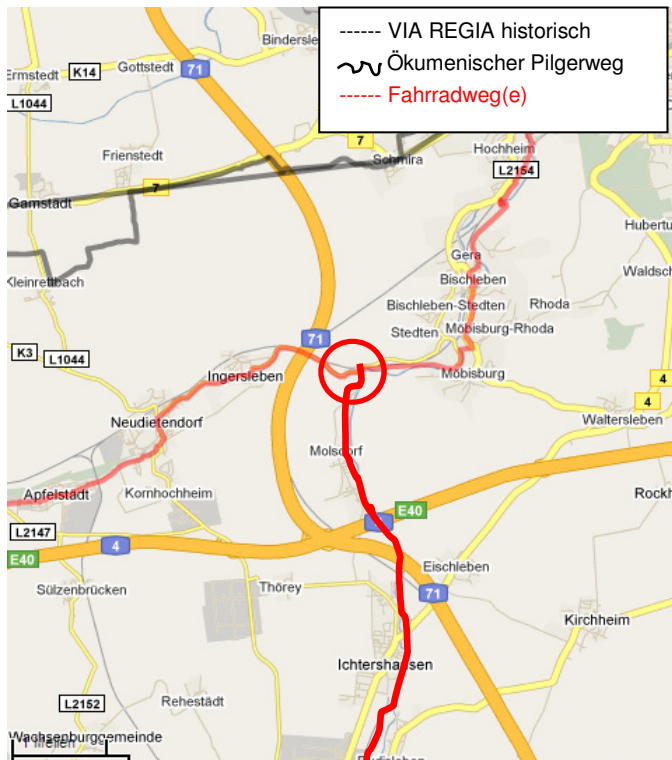 ------ VIA REGIA historisch
Ökumenischer Pilgerweg
------ Fahrradweg(e)
Bindersle
Gottstedt
71
K14
Ermstedt
L1044
7
Frienstedt
Schmira
Hochheim
L2154
7
Gamstädt
Hubertu
Gera
Kleinrettbach
Bischleben
Waldsch
Bischleben-Stedten
Rhoda
Stedten
Möbisburg-Rhoda
71
K3
L1044
Ingersleben
Möbisburg
4
4
Neudietendorf
Waltersleben
Molsdorf
Apfelstädt
Kornhochheim
Rockh
E40
L2147
E40
4
Eischleben
Sülzenbrücken
Thörey
71
Kirchheim
Ichtershausen
Rehestädt
L2152
Wachsenburggemeinde
1 Meilen